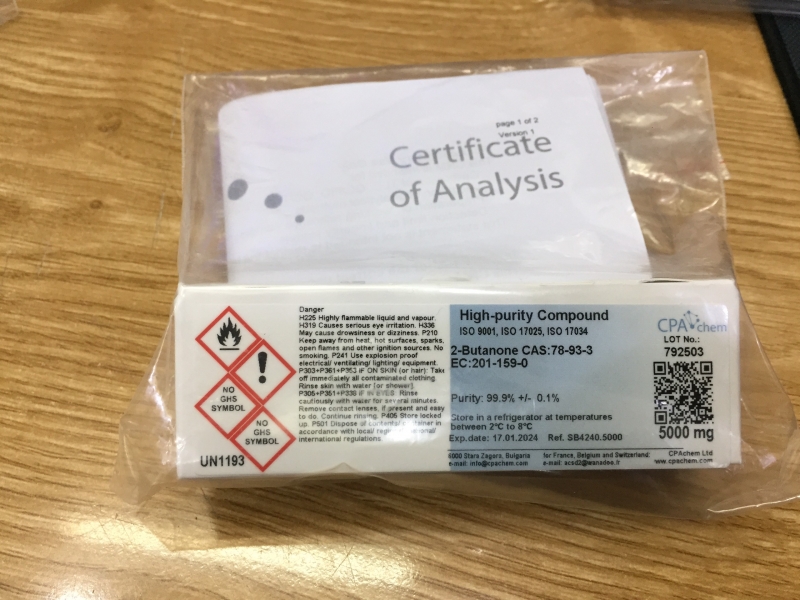 page 1 of 2
Version 1
Certificate
of Analysis
NO
GHS
SYMBOL
NO
GHS
SYMBOL
UN1193
Danger
H225 Highly flammable liquid and vapour.
H319 Causes serious eye irritation. H336
May cause drowsiness or dizziness. P210
Keep away from heat, hot surfaces, sparks,
open flames and other ignition sources. No
smoking. P241 Use explosion proof
electrical/ ventilating/ lighting/ equipment.
P303+P361+P353 IF ON SKIN (or hair): Take
off immediately all contaminated clothing.
Rinse skin with water [or shower].
P305+P351+P338 IF IN EYES: Rinse
cautiously with water for several minutes.
Remove contact lenses, if present and easy
to do. Continue rinsing. P405 Store locked
up. P501 Dispose of contents/container in
accordance with local/ regional/ national/
international regulations.
High-purity Compound
ISO 9001, ISO 17025, ISO 17034
2-Butanone CAS:78-93-3
EC:201-159-0
Purity: 99.9% +/- 0.1%
Store in a refrigerator at temperatures
between 2°C to 8°C
Exp.date: 17.01.2024 Ref. SB4240.5000
6000 Stara Zagora, Bulgaria
e-mail: info@cpachem.com
for France, Belgium and Switzerland:
e-mail: acsd2@wanadoo.fr
CPAchem
LOT No.:
792503
5000 mg
CPAchem Ltd
www.cpachem.com